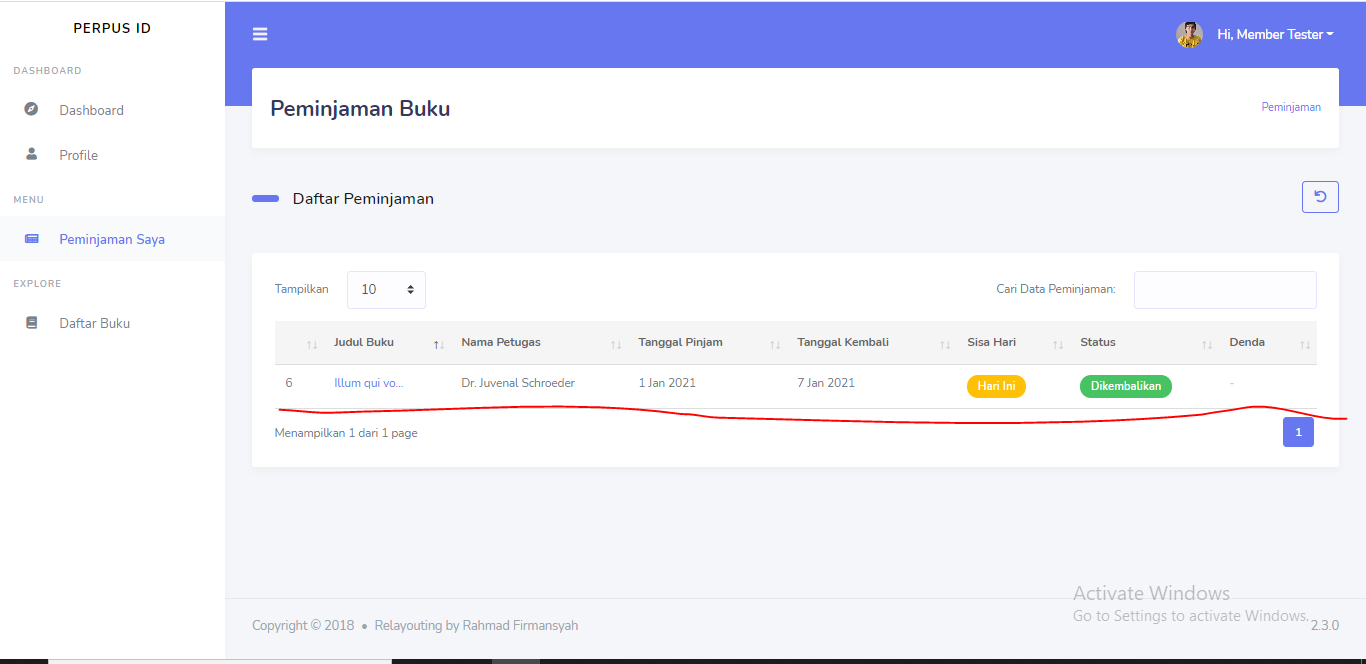 PERPUS ID
Hi, Member Tester
DASHBOARD
Dashboard
Profile
MENU
Peminjaman Saya
EXPLORE
Daftar Buku
Peminjaman Buku
Peminjaman
Daftar Peminjaman
Tampilkan 10 Cari Data Peminjaman:
Judul Buku Nama Petugas Tanggal Pinjam Tanggal Kembali Sisa Hari Status Denda
6 Illum qui vo... Dr. Juvenal Schroeder 1 Jan 2021 7 Jan 2021 Hari Ini Dikembalikan -
Menampilkan 1 dari 1 page 1
Activate Windows
Go to Settings to activate Windows.
Copyright © 2018 • Relayouting by Rahmad Firmansyah 2.3.0